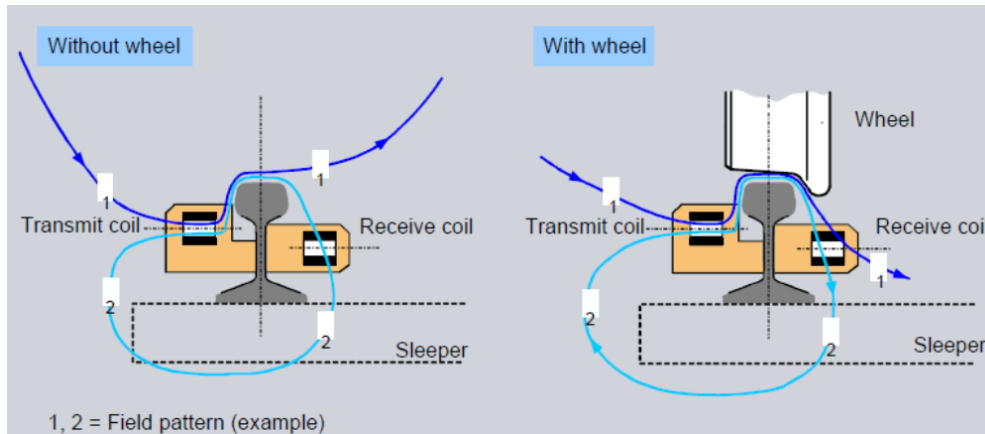 Without wheel
With wheel
Wheel
1
1
1
Transmit coil
Receive coil
Transmit coil
Receive coil
1
2
2
2
2
Sleeper
Sleeper
1, 2 = Field pattern (example)